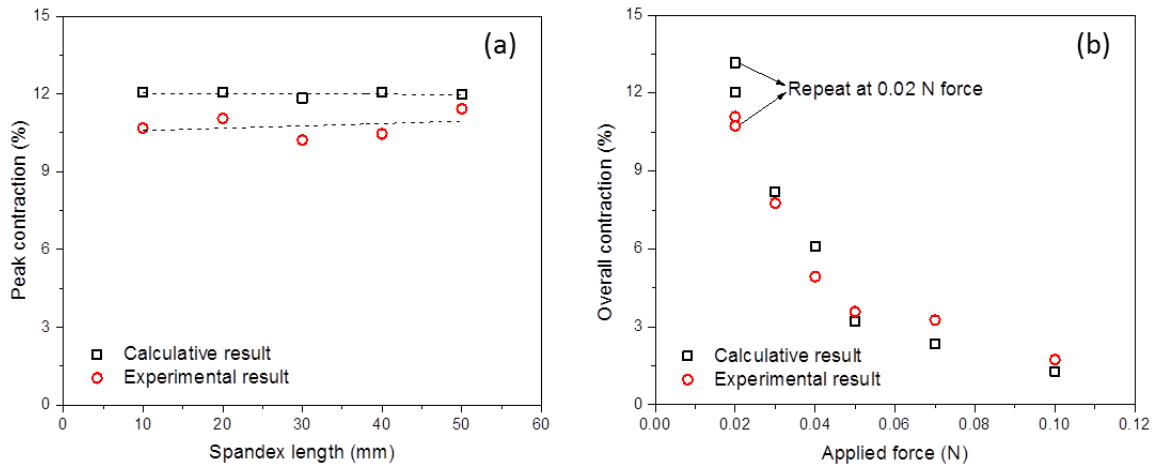 (a)
Peak contraction (%)
15
12
9
6
3
0
Calculative result
Experimental result
0 10 20 30 40 50 60
Spandex length (mm)
(b)
Overall contraction (%)
15
12
9
6
3
0
Repeat at 0.02 N force
Calculative result
Experimental result
0.00 0.02 0.04 0.06 0.08 0.10 0.12
Applied force (N)